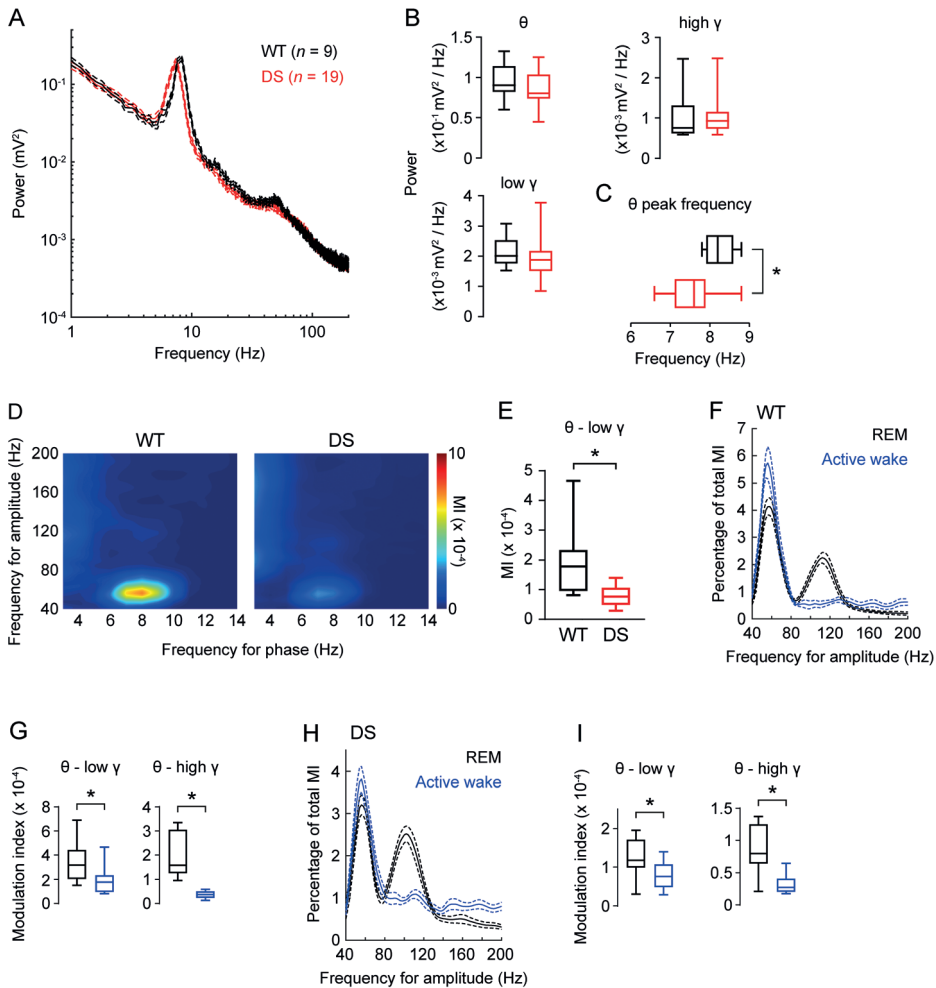 A
WT (n = 9)
DS (n = 19)
10⁻¹
10⁻²
10⁻³
10⁻⁴
Power (mV²)
1
10
100
Frequency (Hz)
B
Power
θ
1.5
1
0.5
0
(x10⁻¹ mV² / Hz)
high γ
3
2
1
0
(x10⁻³ mV² / Hz)
low γ
4
3
2
1
0
(x10⁻³ mV² / Hz)
C
θ peak frequency
*
6 7 8 9
Frequency (Hz)
D
WT
DS
200
160
120
80
40
Frequency for amplitude (Hz)
4 6 8 10 12 14
4 6 8 10 12 14
Frequency for phase (Hz)
10
0
MI (x 10⁻⁴)
E
θ - low γ
*
5
4
3
2
1
0
MI (x 10⁻⁴)
WT DS
F
WT
REM
Active wake
7
6
5
4
3
2
1
0
Percentage of total MI
40 80 120 160 200
Frequency for amplitude (Hz)
G
θ - low γ
*
8
6
4
2
0
Modulation index (x 10⁻⁴)
θ - high γ
*
4
3
2
1
0
H
DS
REM
Active wake
4
3
2
1
0
Percentage of total MI
40 80 120 160 200
Frequency for amplitude (Hz)
I
θ - low γ
*
2
1
0
Modulation index (x 10⁻⁴)
θ - high γ
*
1
0